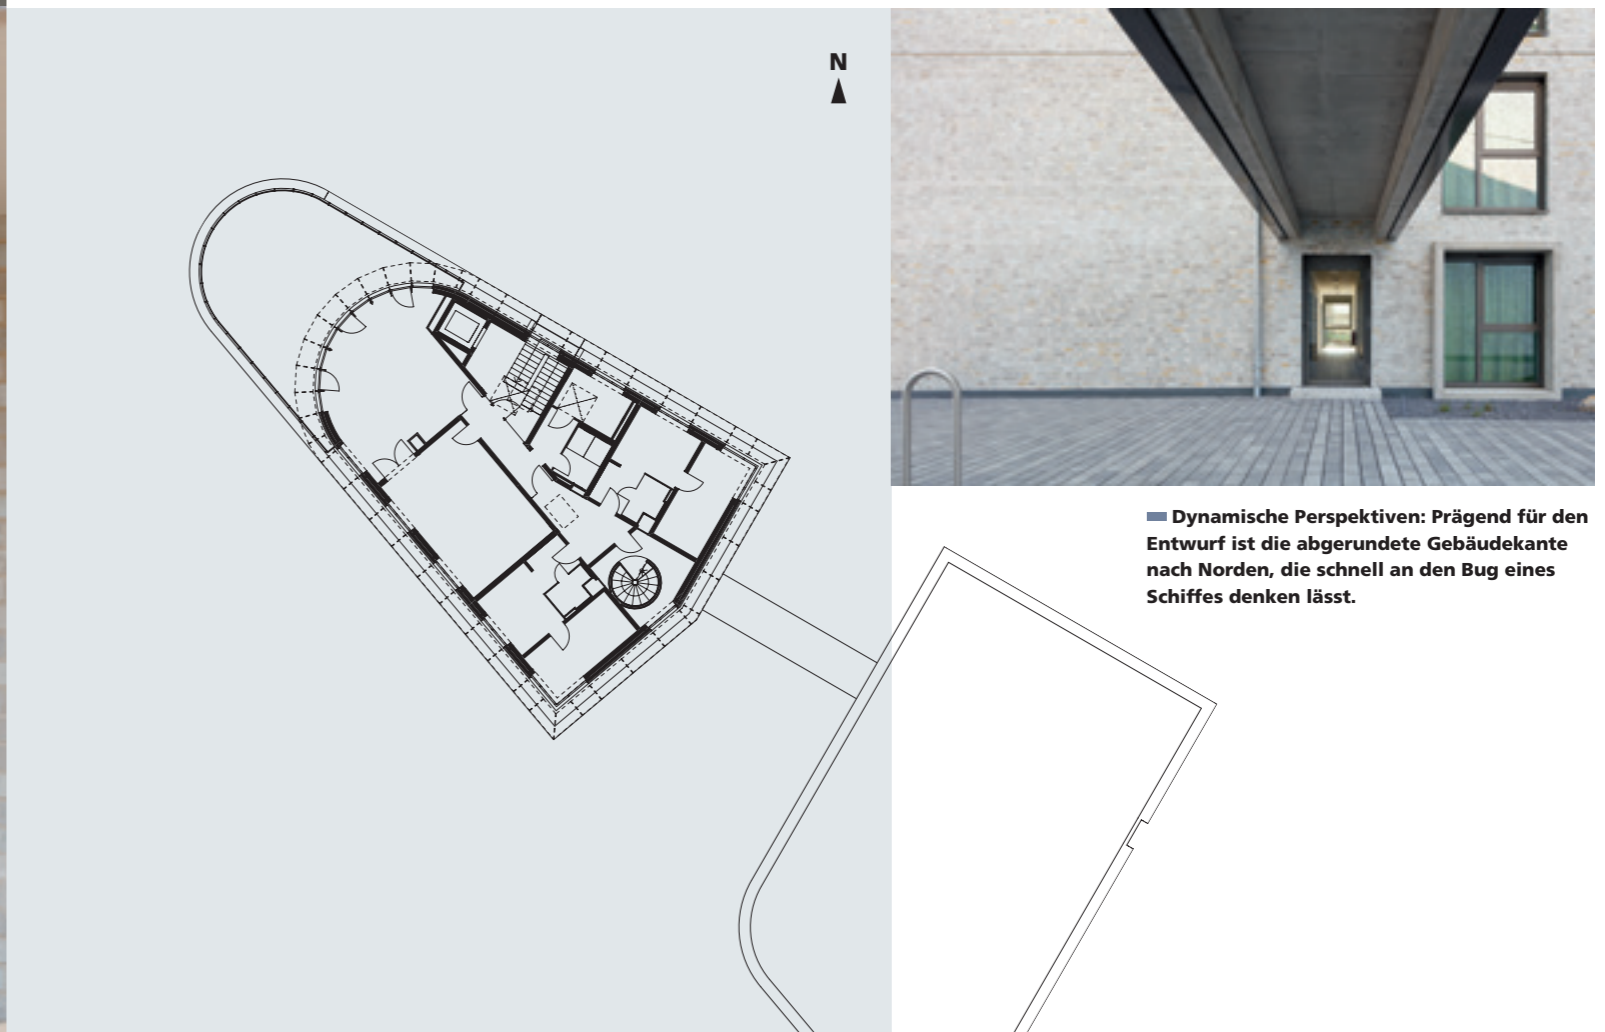 N
Dynamische Perspektiven: Prägend für den
Entwurf ist die abgerundete Gebäudekante
nach Norden, die schnell an den Bug eines
Schiffes denken lässt.